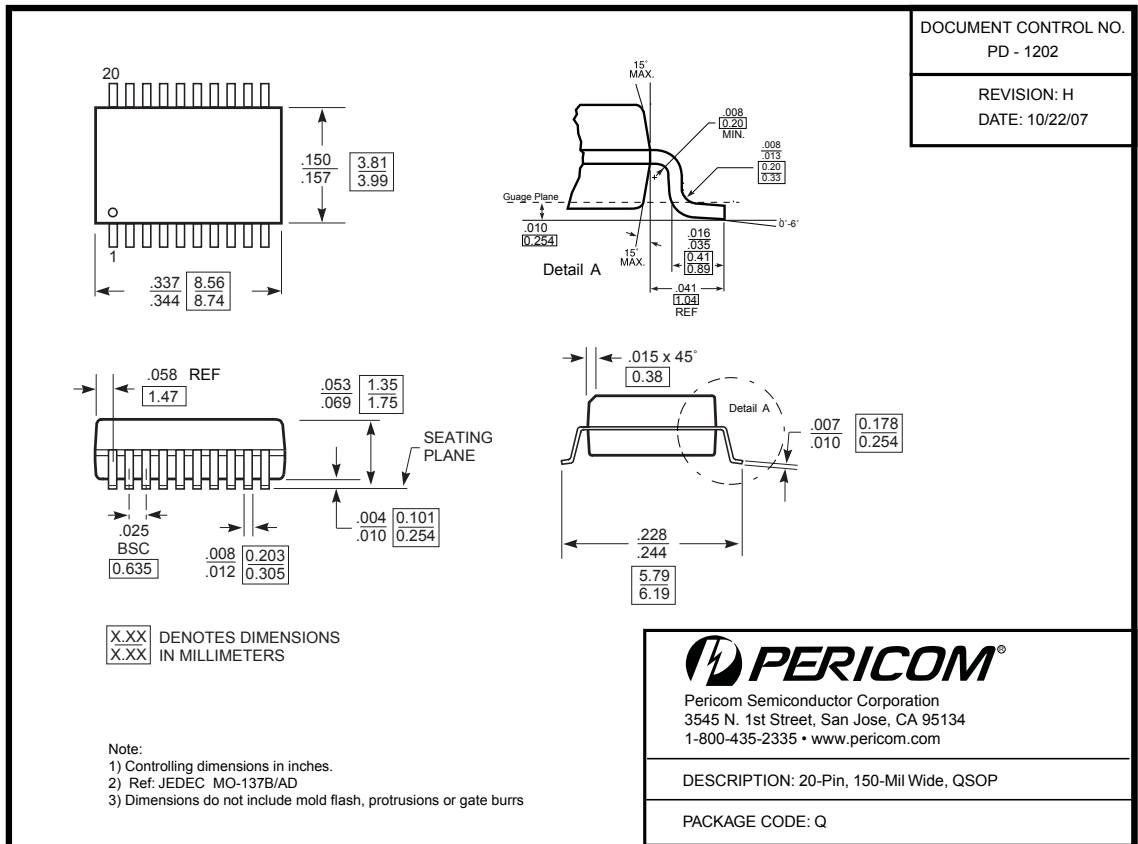 DOCUMENT CONTROL NO.
PD - 1202
REVISION: H
DATE: 10/22/07
20
1
.150
.157
3.81
3.99
.337
.344
8.56
8.74
15°
MAX.
.008
0.20
MIN.
.008
.013
0.20
0.33
Guage Plane
.010
0.254
15°
MAX.
0°-6°
.016
.035
0.41
0.89
.041
1.04
REF
Detail A
.058 REF
1.47
.053
.069
1.35
1.75
SEATING
PLANE
.004
.010
0.101
0.254
.025
BSC
0.635
.008
.012
0.203
0.305
.015 x 45°
0.38
Detail A
.007
.010
0.178
0.254
.228
.244
5.79
6.19
X.XX
X.XX
DENOTES DIMENSIONS
IN MILLIMETERS
Note:
1) Controlling dimensions in inches.
2) Ref: JEDEC MO-137B/AD
3) Dimensions do not include mold flash, protrusions or gate burrs
PERICOM®
Pericom Semiconductor Corporation
3545 N. 1st Street, San Jose, CA 95134
1-800-435-2335 • www.pericom.com
DESCRIPTION: 20-Pin, 150-Mil Wide, QSOP
PACKAGE CODE: Q